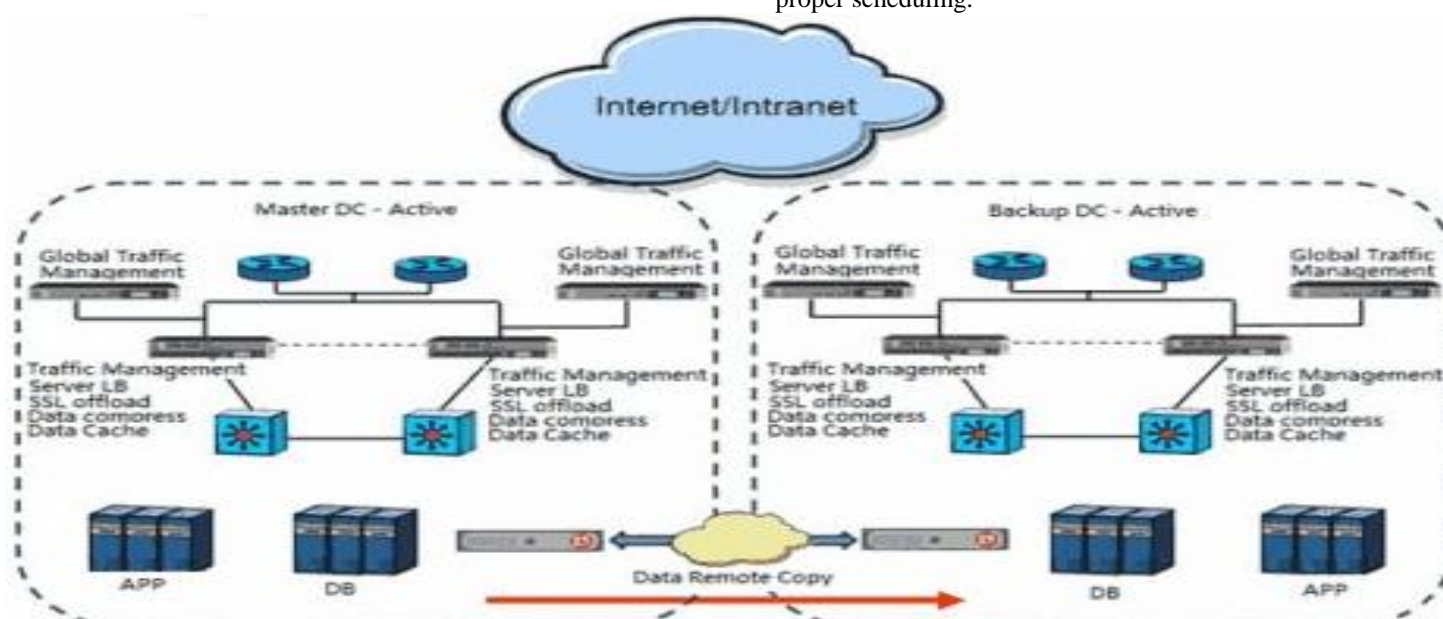 proper scheduling.
Internet/Intranet
Master DC - Active
Global Traffic
Management
Global Traffic
Management
Traffic Management
Server LB
SSL offload
Data comoress
Data Cache
Traffic Management
Server LB
SSL offload
Data comoress
Data Cache
APP
DB
Backup DC - Active
Global Traffic
Management
Global Traffic
Management
Traffic Management
Server LB
SSL offload
Data comoress
Data Cache
Traffic Management
Server LB
SSL offload
Data comoress
Data Cache
Data Remote Copy
DB
APP